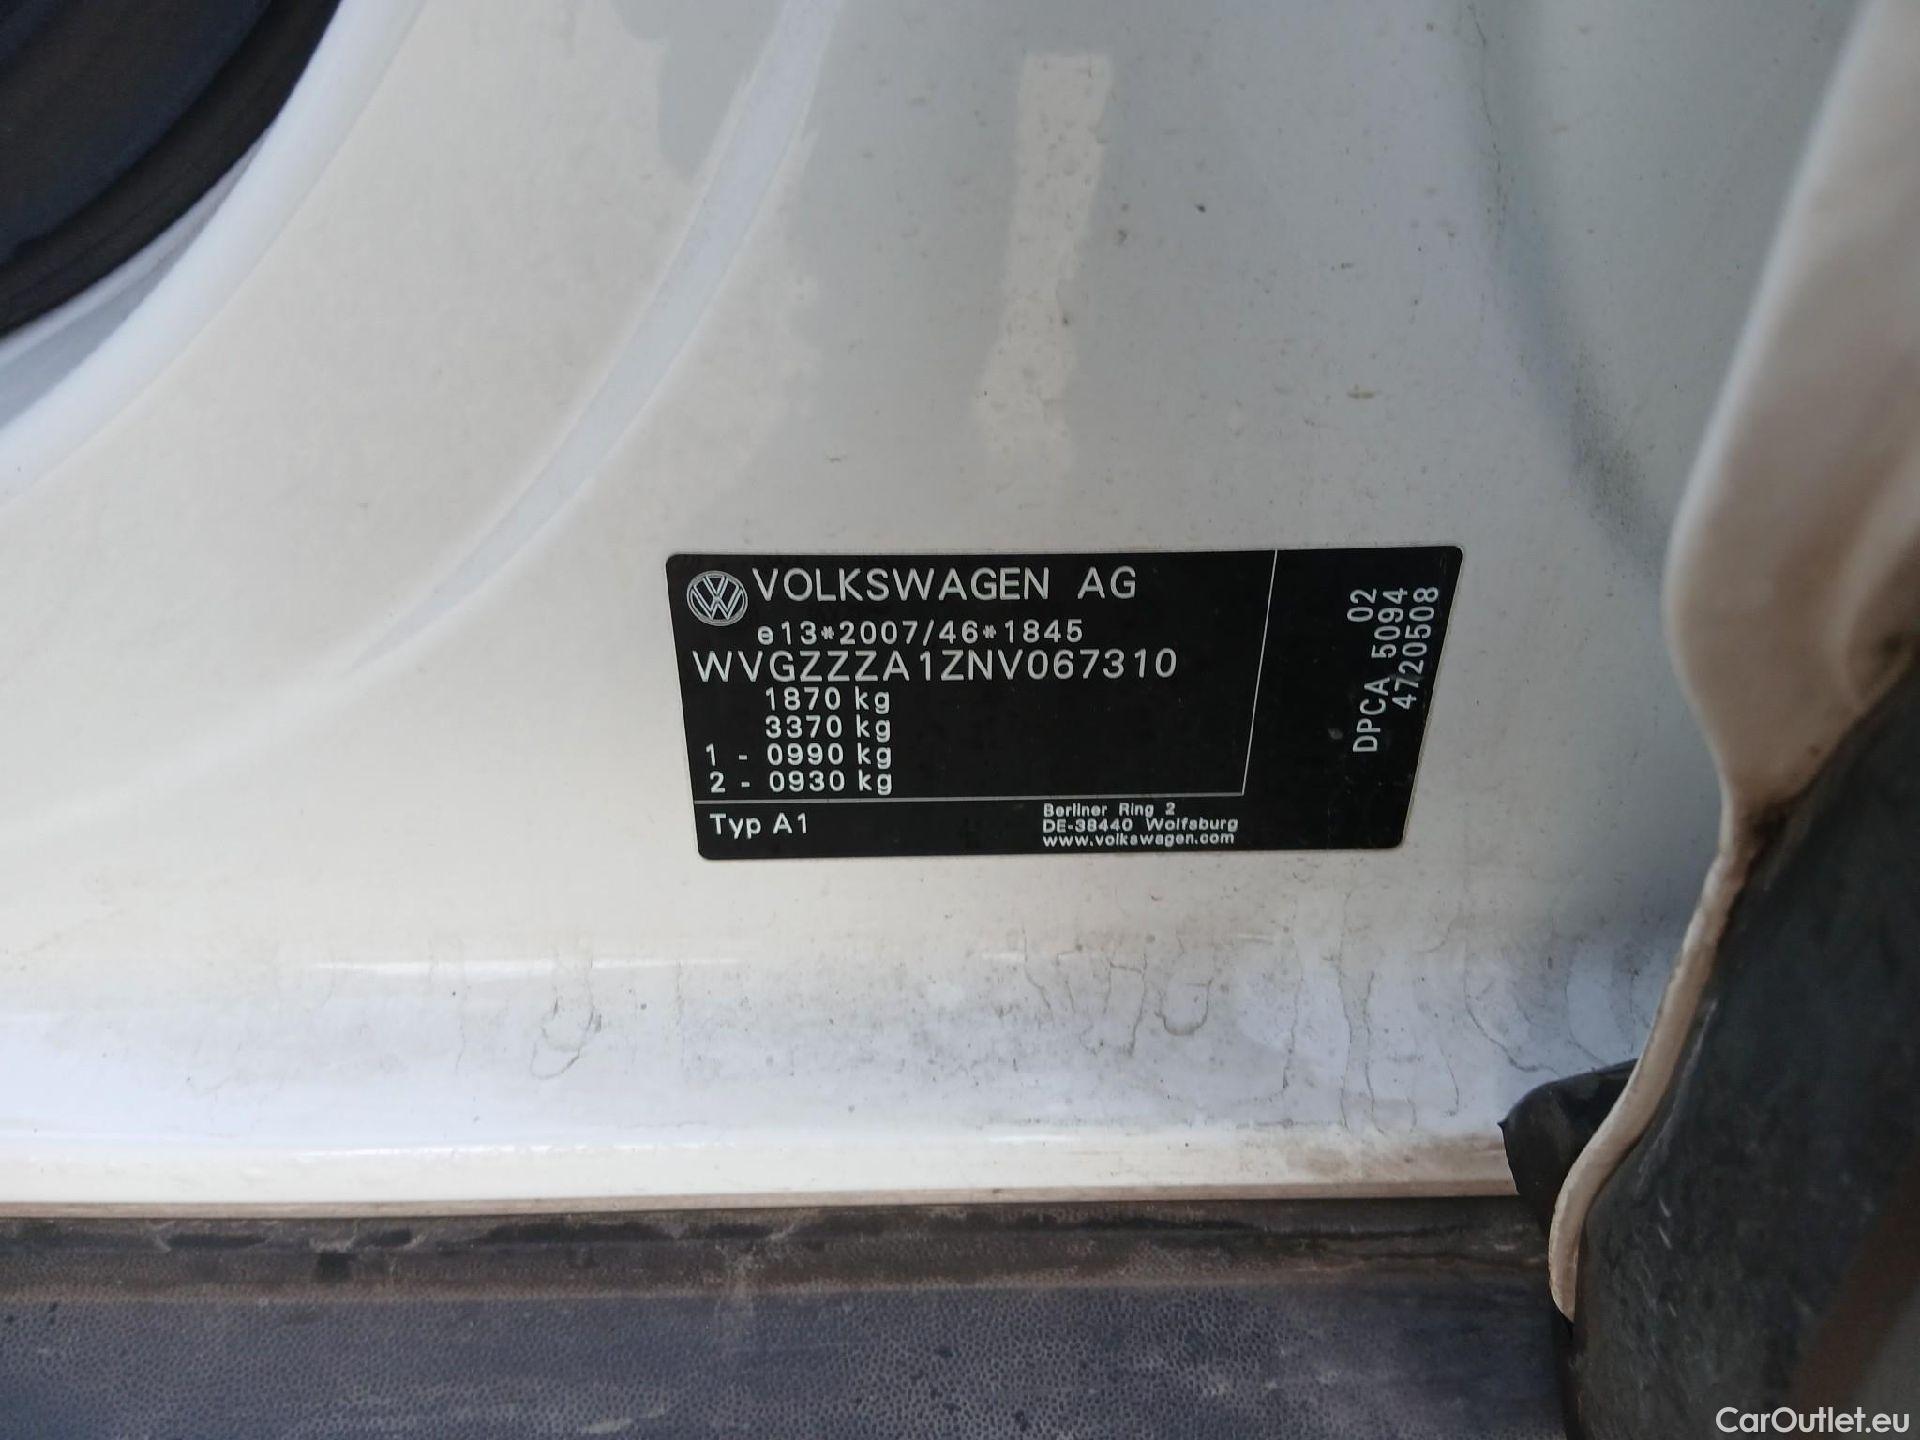 VOLKSWAGEN AG
e13*2007/46*1845
WVGZZZA1ZNV067310
1870 kg
3370 kg
1 - 0990 kg
2 - 0930 kg
Typ A1
Berliner Ring 2
DE-38440 Wolfsburg
www.volkswagen.com
02
DPCA 5094
4720508
CarOutlet.eu